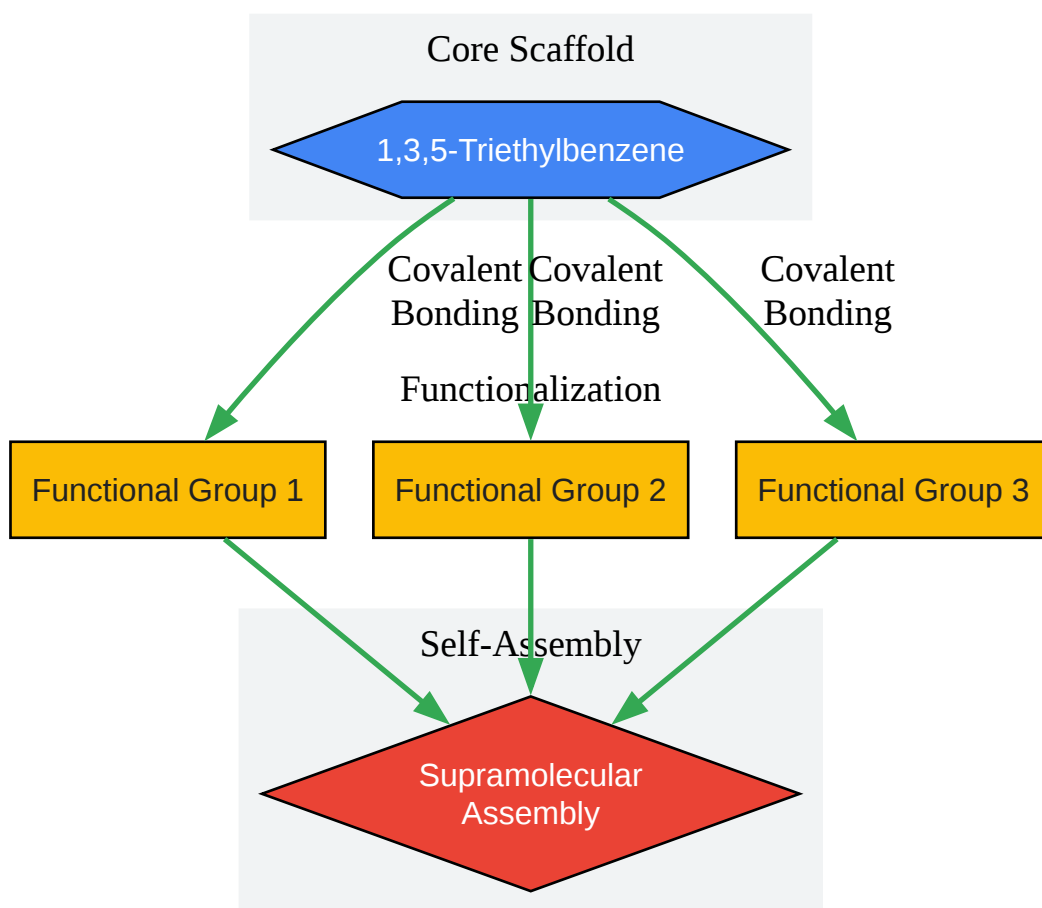 Core Scaffold
1,3,5-Triethylbenzene
Covalent Bonding
Covalent Bonding
Covalent Bonding
Functionalization
Functional Group 1
Functional Group 2
Functional Group 3
Self-Assembly
Supramolecular
Assembly